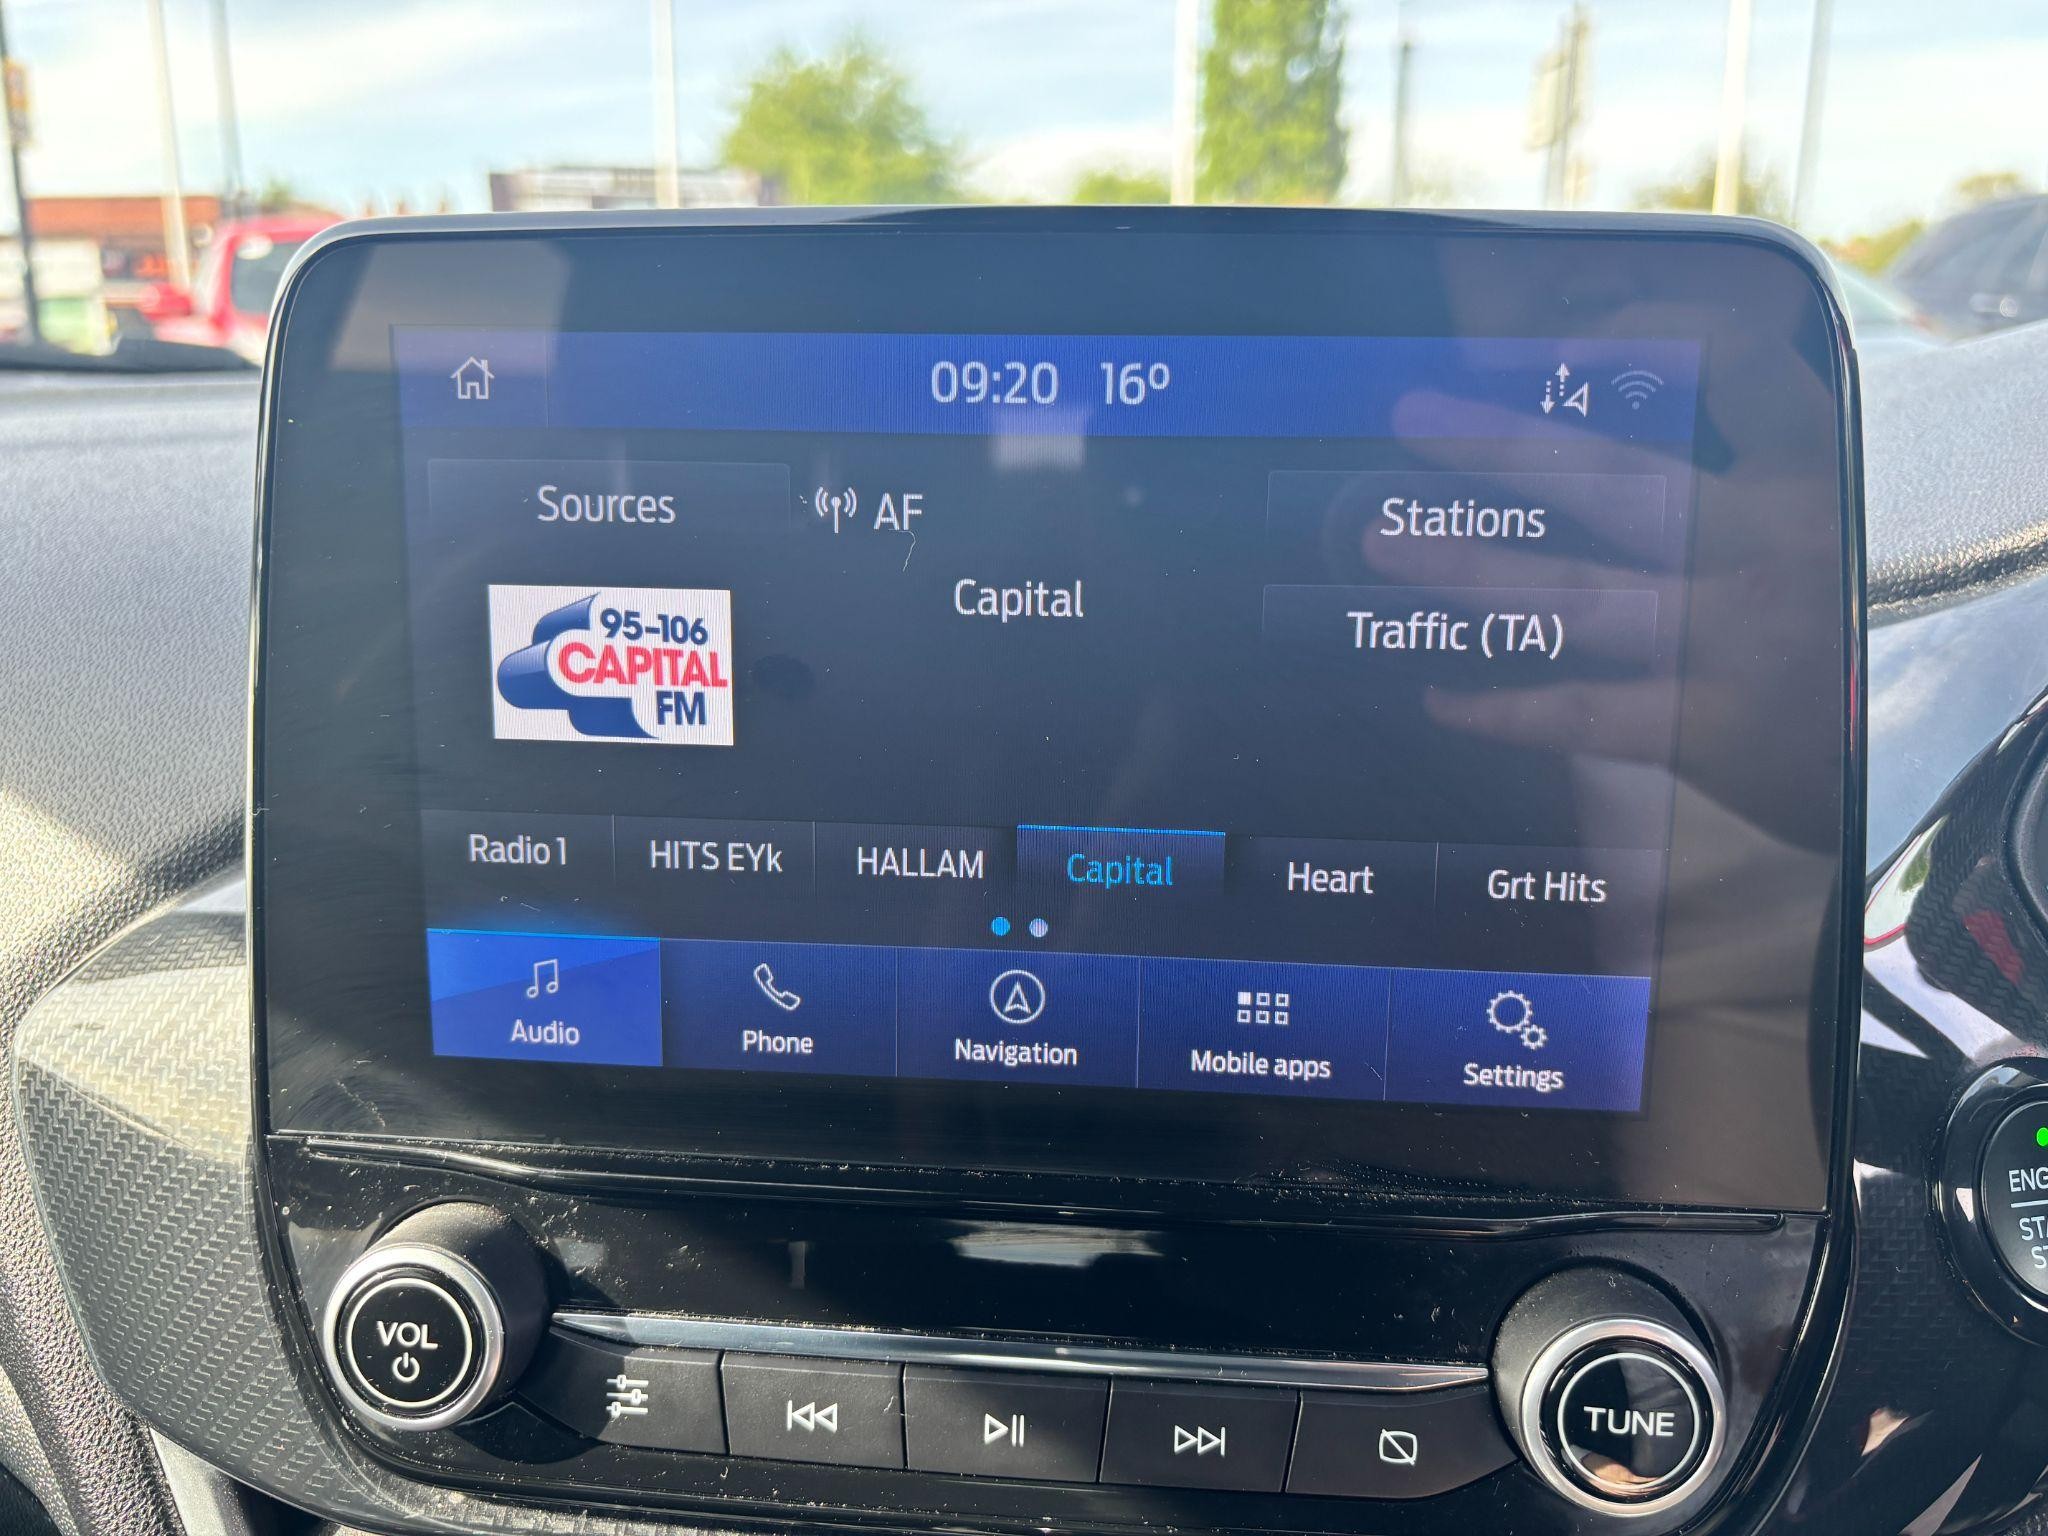 09:20 16º
Sources
AF
Stations
95-106
CAPITAL
FM
Capital
Traffic (TA)
Radio 1
HITS EYk
HALLAM
Capital
Heart
Grt Hits
Audio
Phone
Navigation
Mobile apps
Settings
VOL
TUNE